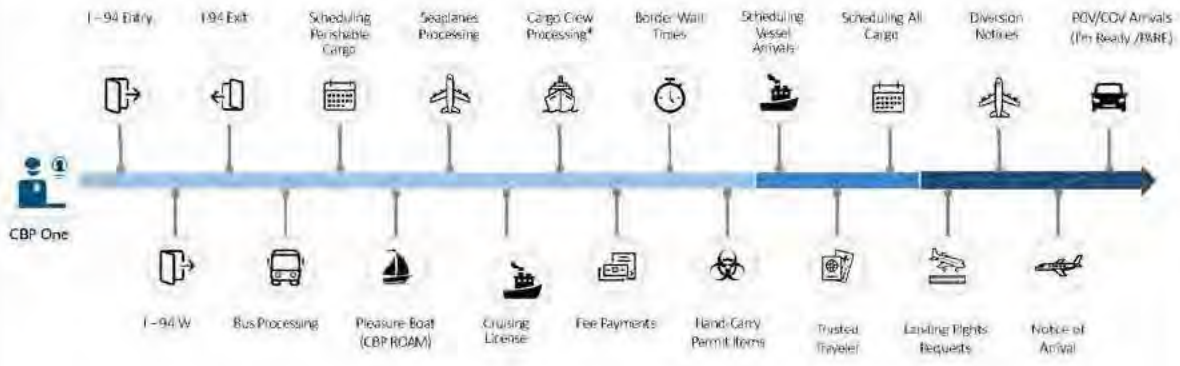 I – 94 Entry
I-94 Exit
Scheduling
Perishable
Cargo
Seaplanes
Processing
Cargo Crew
Processing*
Border Wait
Times
Scheduling
Vessel
Arrivals
Scheduling All
Cargo
Diversion
Notices
POV/COV Arrivals
(I'm Ready /PARE)
CBP One
I – 94 W
Bus Processing
Pleasure Boat
(CBP ROAM)
Cruising
License
Fee Payments
Hand-Carry
Permit Items
Trusted
Traveler
Landing Rights
Requests
Notice of
Arrival